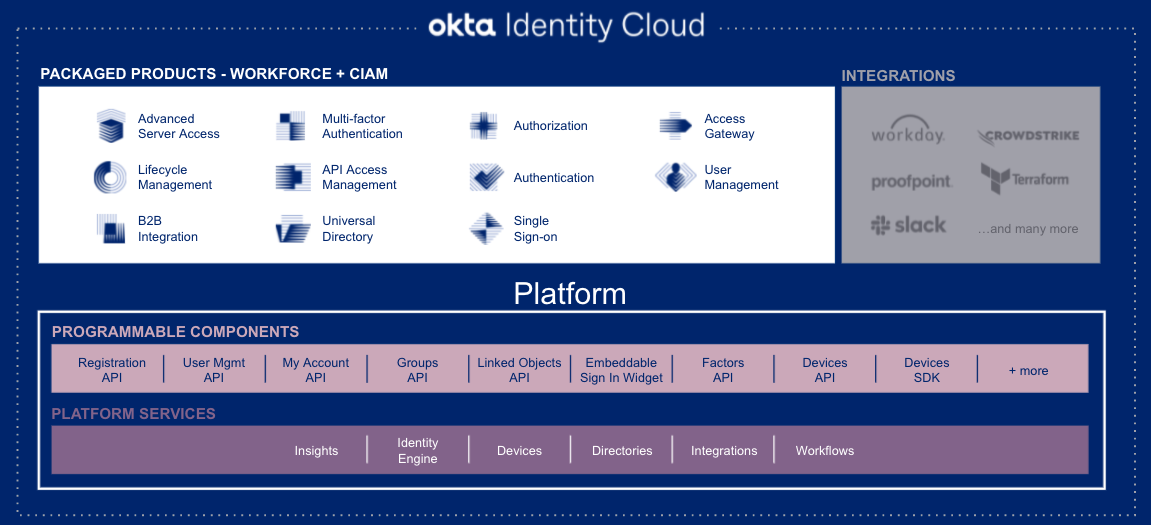 okta Identity Cloud
PACKAGED PRODUCTS - WORKFORCE + CIAM
Advanced
Server Access
Multi-factor
Authentication
Authorization
Access
Gateway
Lifecycle
Management
API Access
Management
Authentication
User
Management
B2B
Integration
Universal
Directory
Single
Sign-on
INTEGRATIONS
workday.
CROWDSTRIKE
proofpoint.
Terraform
slack
...and many more
Platform
PROGRAMMABLE COMPONENTS
Registration
API
User Mgmt
API
My Account
API
Groups
API
Linked Objects
API
Embeddable
Sign In Widget
Factors
API
Devices
API
Devices
SDK
+ more
PLATFORM SERVICES
Insights
Identity
Engine
Devices
Directories
Integrations
Workflows